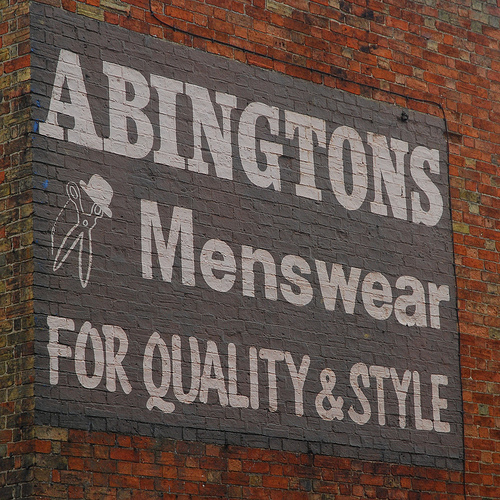 ABINGTONS
Menswear
FOR QUALITY & STYLE